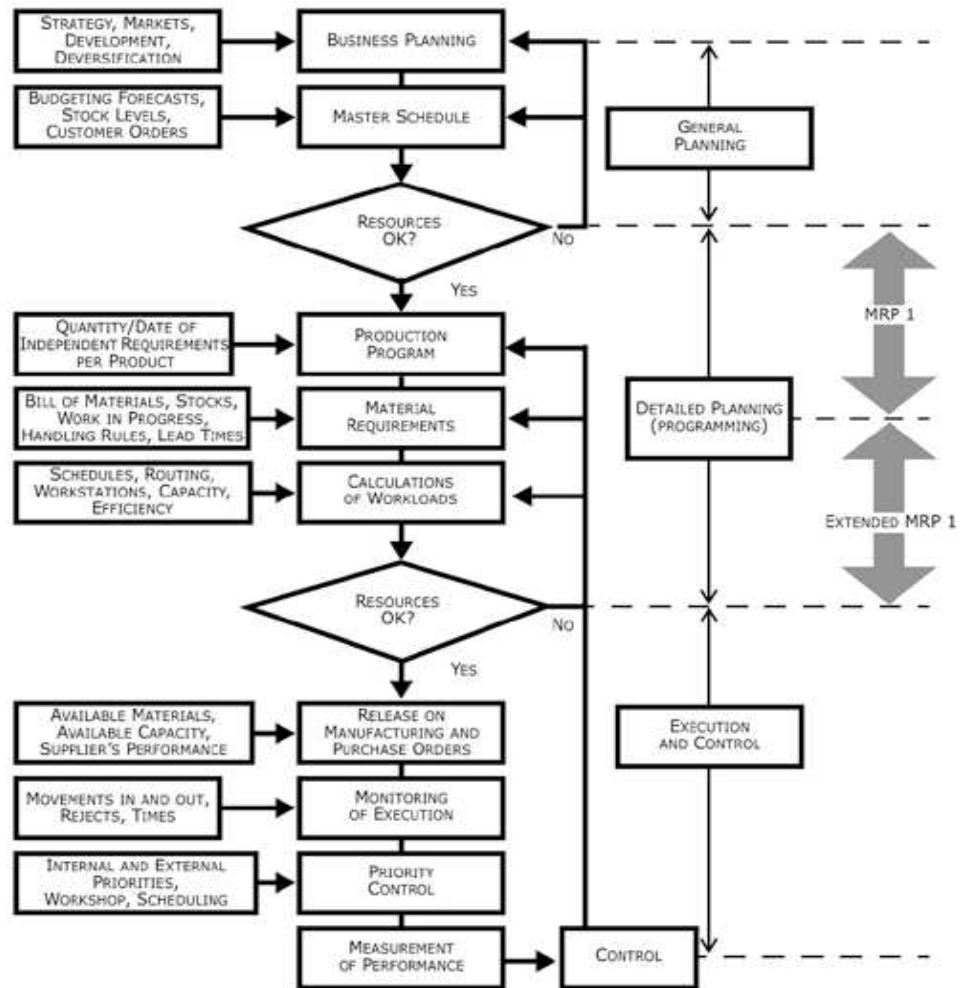 STRATEGY, MARKETS,
DEVELOPMENT,
DEVERSIFICATION
BUSINESS PLANNING
BUDGETING FORECASTS,
STOCK LEVELS,
CUSTOMER ORDERS
MASTER SCHEDULE
GENERAL
PLANNING
RESOURCES
OK?
NO
YES
MRP 1
QUANTITY/DATE OF
INDEPENDENT REQUIREMENTS
PER PRODUCT
PRODUCTION
PROGRAM
BILL OF MATERIALS, STOCKS,
WORK IN PROGRESS,
HANDLING RULES, LEAD TIMES
MATERIAL
REQUIREMENTS
DETAILED PLANNING
(PROGRAMMING)
SCHEDULES, ROUTING,
WORKSTATIONS, CAPACITY,
EFFICIENCY
CALCULATIONS
OF WORKLOADS
EXTENDED MRP 1
RESOURCES
OK?
NO
YES
AVAILABLE MATERIALS,
AVAILABLE CAPACITY,
SUPPLIER'S PERFORMANCE
RELEASE ON
MANUFACTURING AND
PURCHASE ORDERS
EXECUTION
AND CONTROL
MOVEMENTS IN AND OUT,
REJECTS, TIMES
MONITORING
OF EXECUTION
INTERNAL AND EXTERNAL
PRIORITIES,
WORKSHOP, SCHEDULING
PRIORITY
CONTROL
MEASUREMENT
OF PERFORMANCE
CONTROL